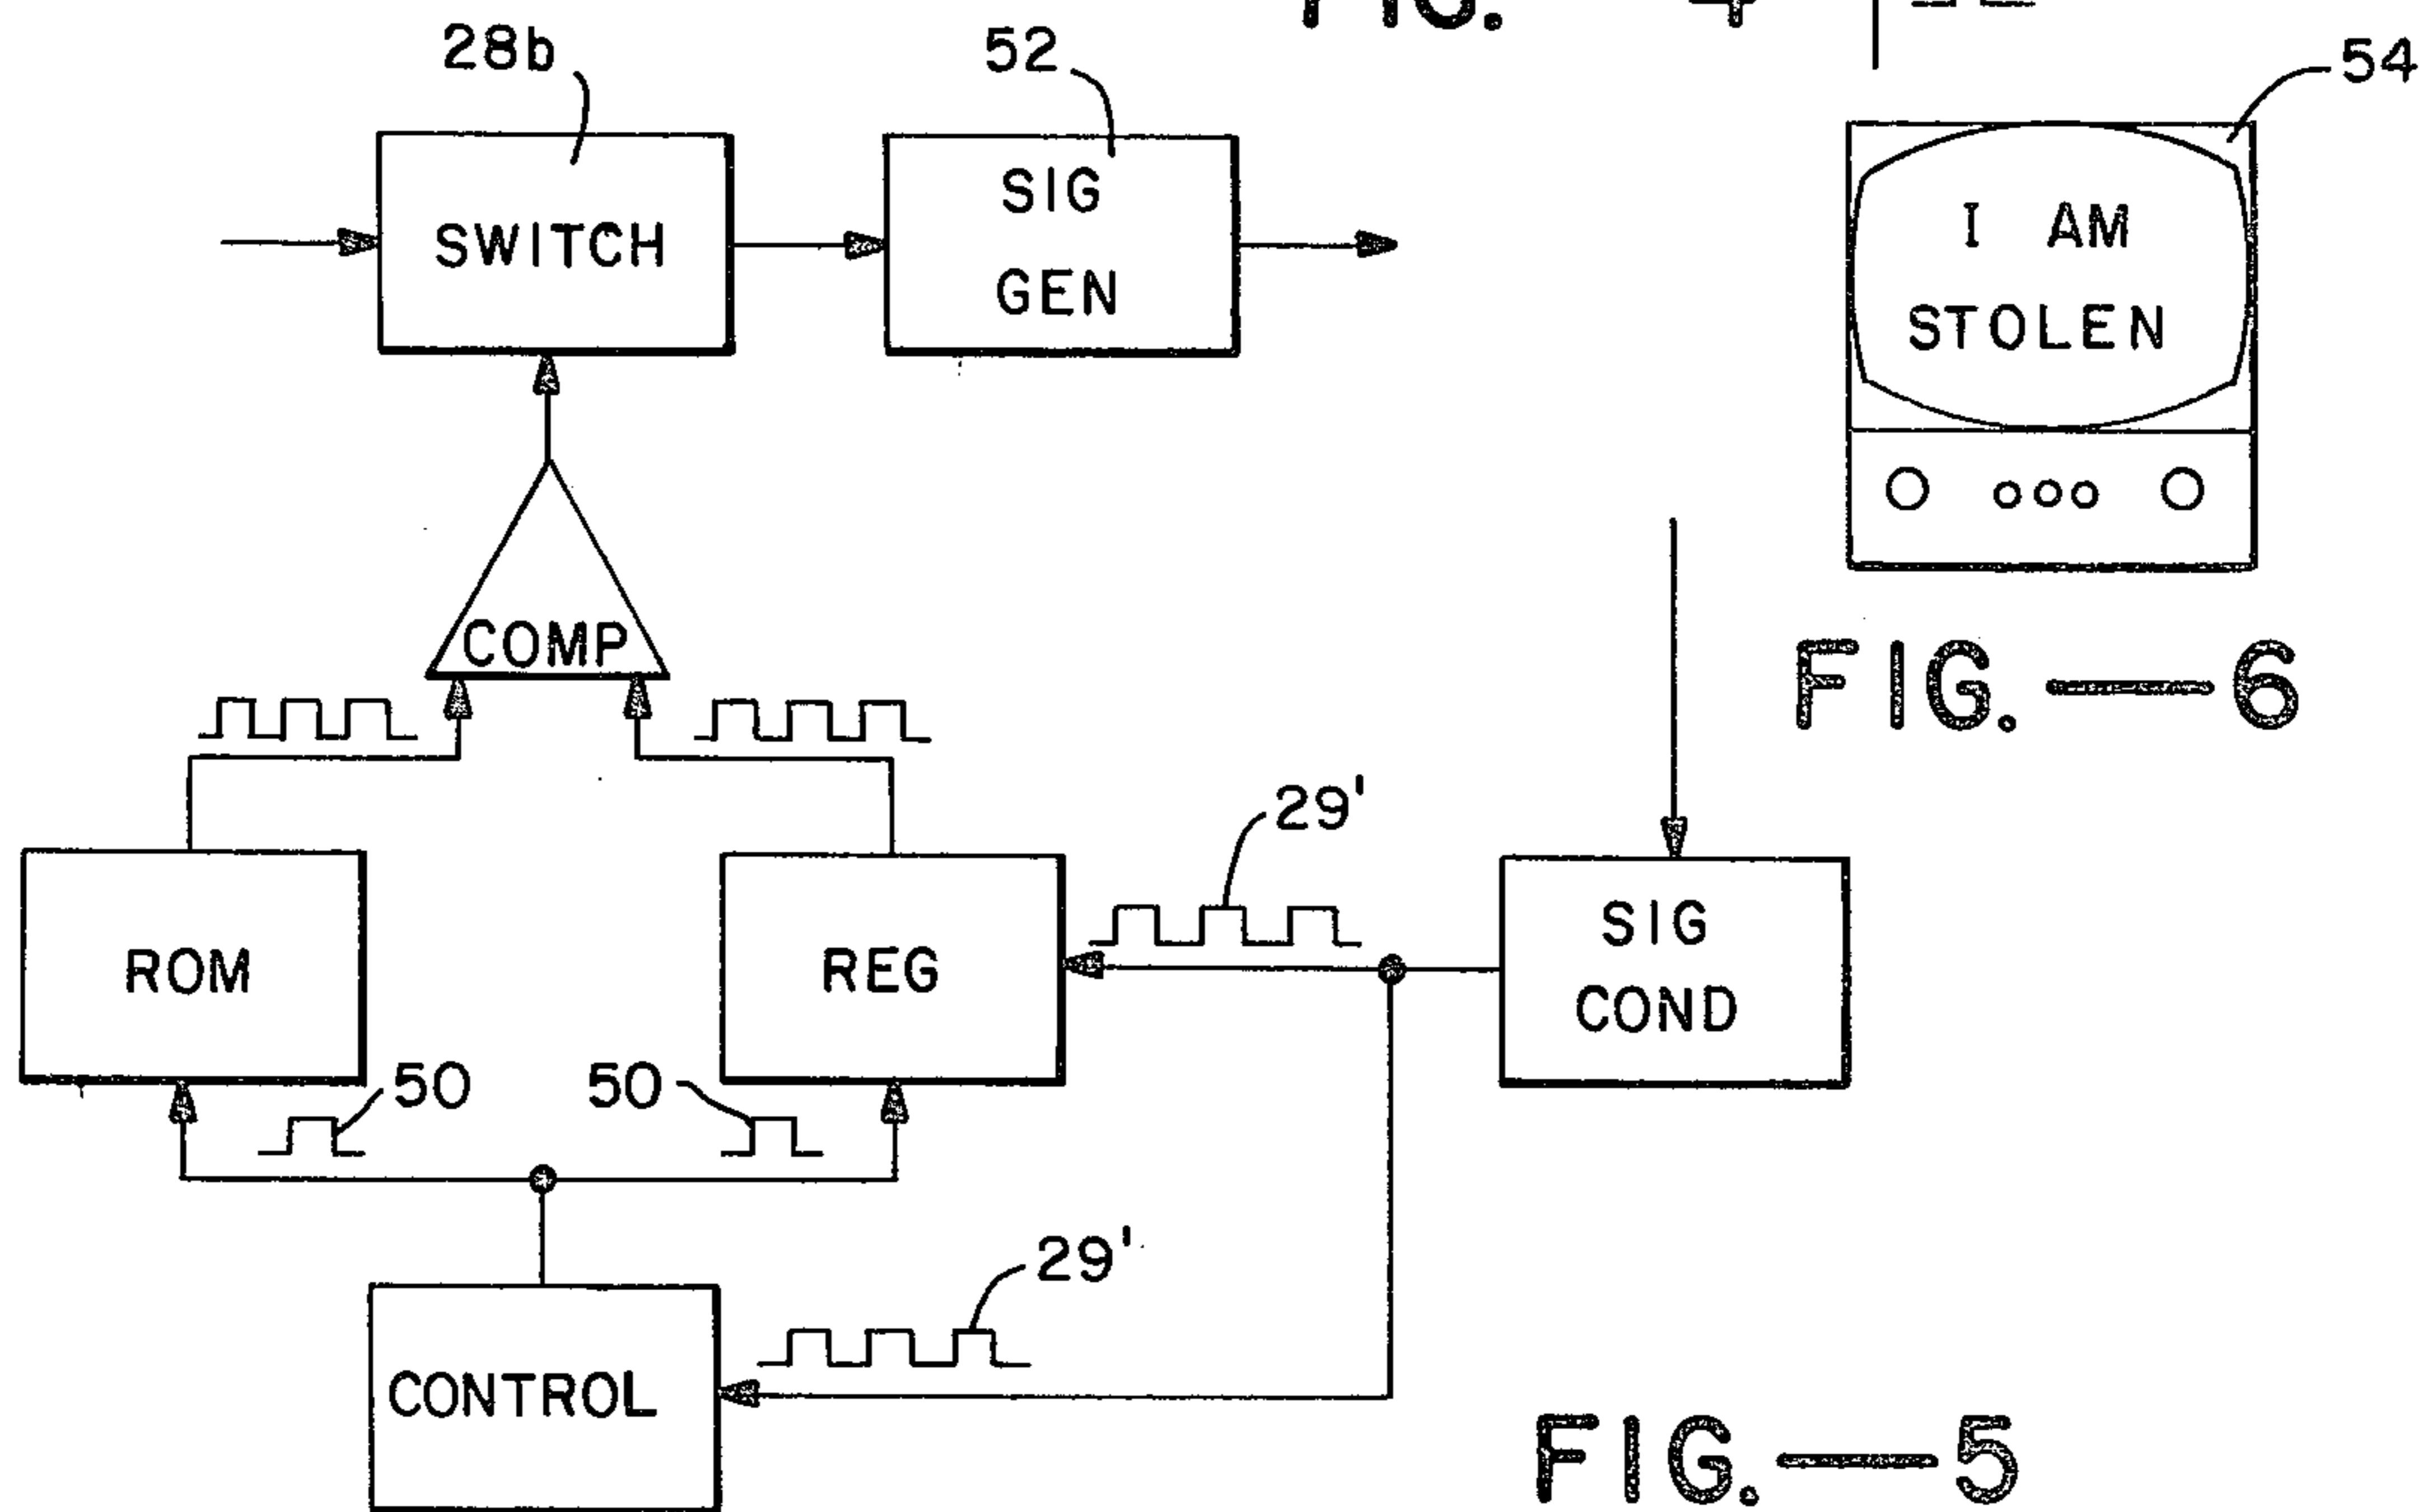 FIG. 4
28b
52
54
SWITCH
SIG
GEN
I AM
STOLEN
COMP
FIG.—6
29'
ROM
REG
SIG
COND
50
50
29'
CONTROL
FIG.—5